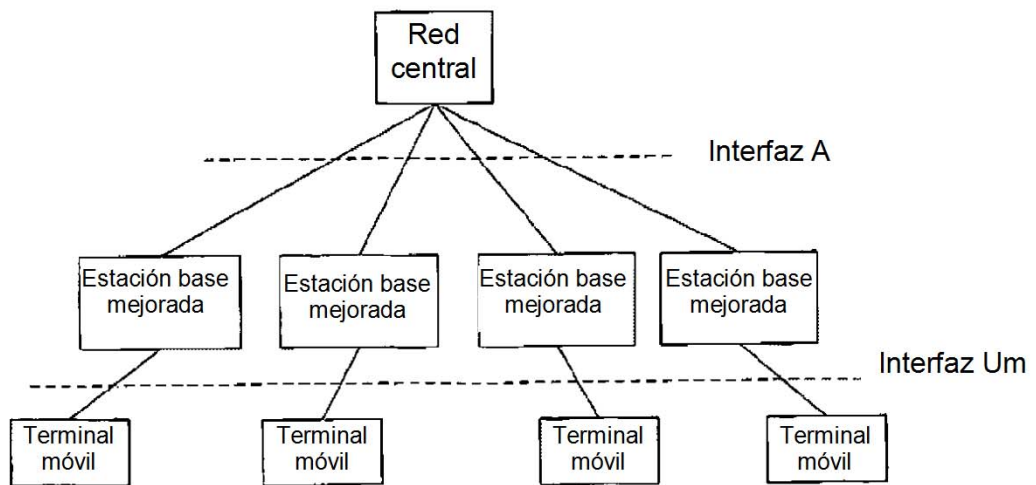 Red
central
Interfaz A
Estación base
mejorada
Estación base
mejorada
Estación base
mejorada
Estación base
mejorada
Interfaz Um
Terminal
móvil
Terminal
móvil
Terminal
móvil
Terminal
móvil